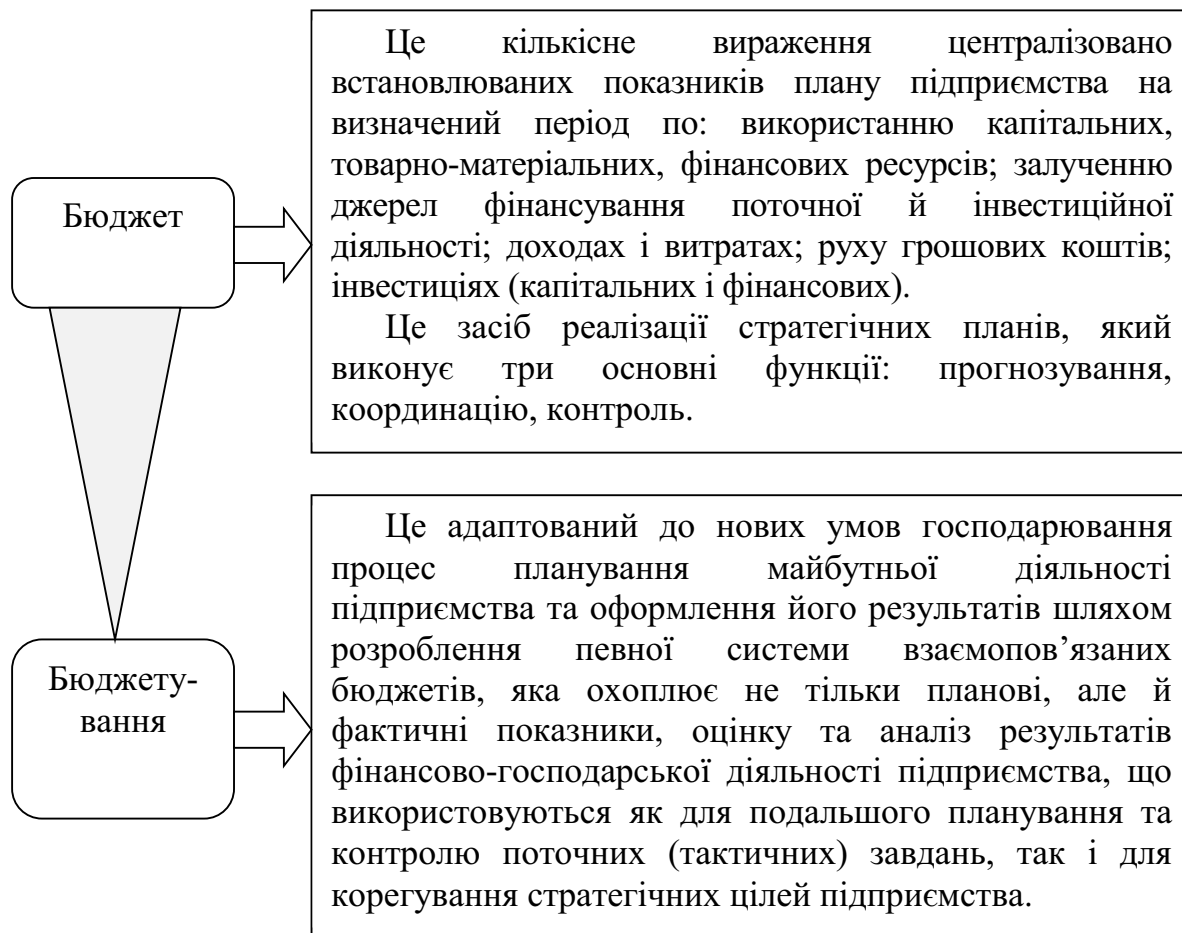 Бюджет
Це кількісне вираження централізовано
встановлюваних показників плану підприємства на
визначений період по: використанню капітальних,
товарно-матеріальних, фінансових ресурсів; залученню
джерел фінансування поточної й інвестиційної
діяльності; доходах і витратах; руху грошових коштів;
інвестиціях (капітальних і фінансових).
Це засіб реалізації стратегічних планів, який
виконує три основні функції: прогнозування,
координацію, контроль.
Бюджету-
вання
Це адаптований до нових умов господарювання
процес планування майбутньої діяльності
підприємства та оформлення його результатів шляхом
розроблення певної системи взаємопов’язаних
бюджетів, яка охоплює не тільки планові, але й
фактичні показники, оцінку та аналіз результатів
фінансово-господарської діяльності підприємства, що
використовуються як для подальшого планування та
контролю поточних (тактичних) завдань, так і для
корегування стратегічних цілей підприємства.